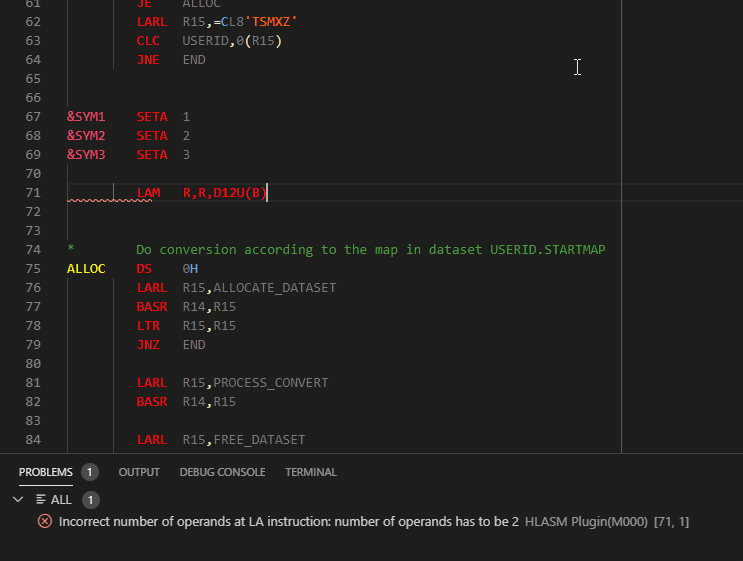 61 JE ALLOC
62 LARL R15,=CL8'TSMXZ'
63 CLC USERID,0(R15)
64 JNE END
65
66
67 &SYM1 SETA 1
68 &SYM2 SETA 2
69 &SYM3 SETA 3
70
71 LAM R,R,D12U(B)
72
73
74 * Do conversion according to the map in dataset USERID.STARTMAP
75 ALLOC DS 0H
76 LARL R15,ALLOCATE_DATASET
77 BASR R14,R15
78 LTR R15,R15
79 JNZ END
80
81 LARL R15,PROCESS_CONVERT
82 BASR R14,R15
83
84 LARL R15,FREE_DATASET
PROBLEMS 1 OUTPUT DEBUG CONSOLE TERMINAL
ALL 1
Incorrect number of operands at LA instruction: number of operands has to be 2 HLASM Plugin(M000) [71, 1]